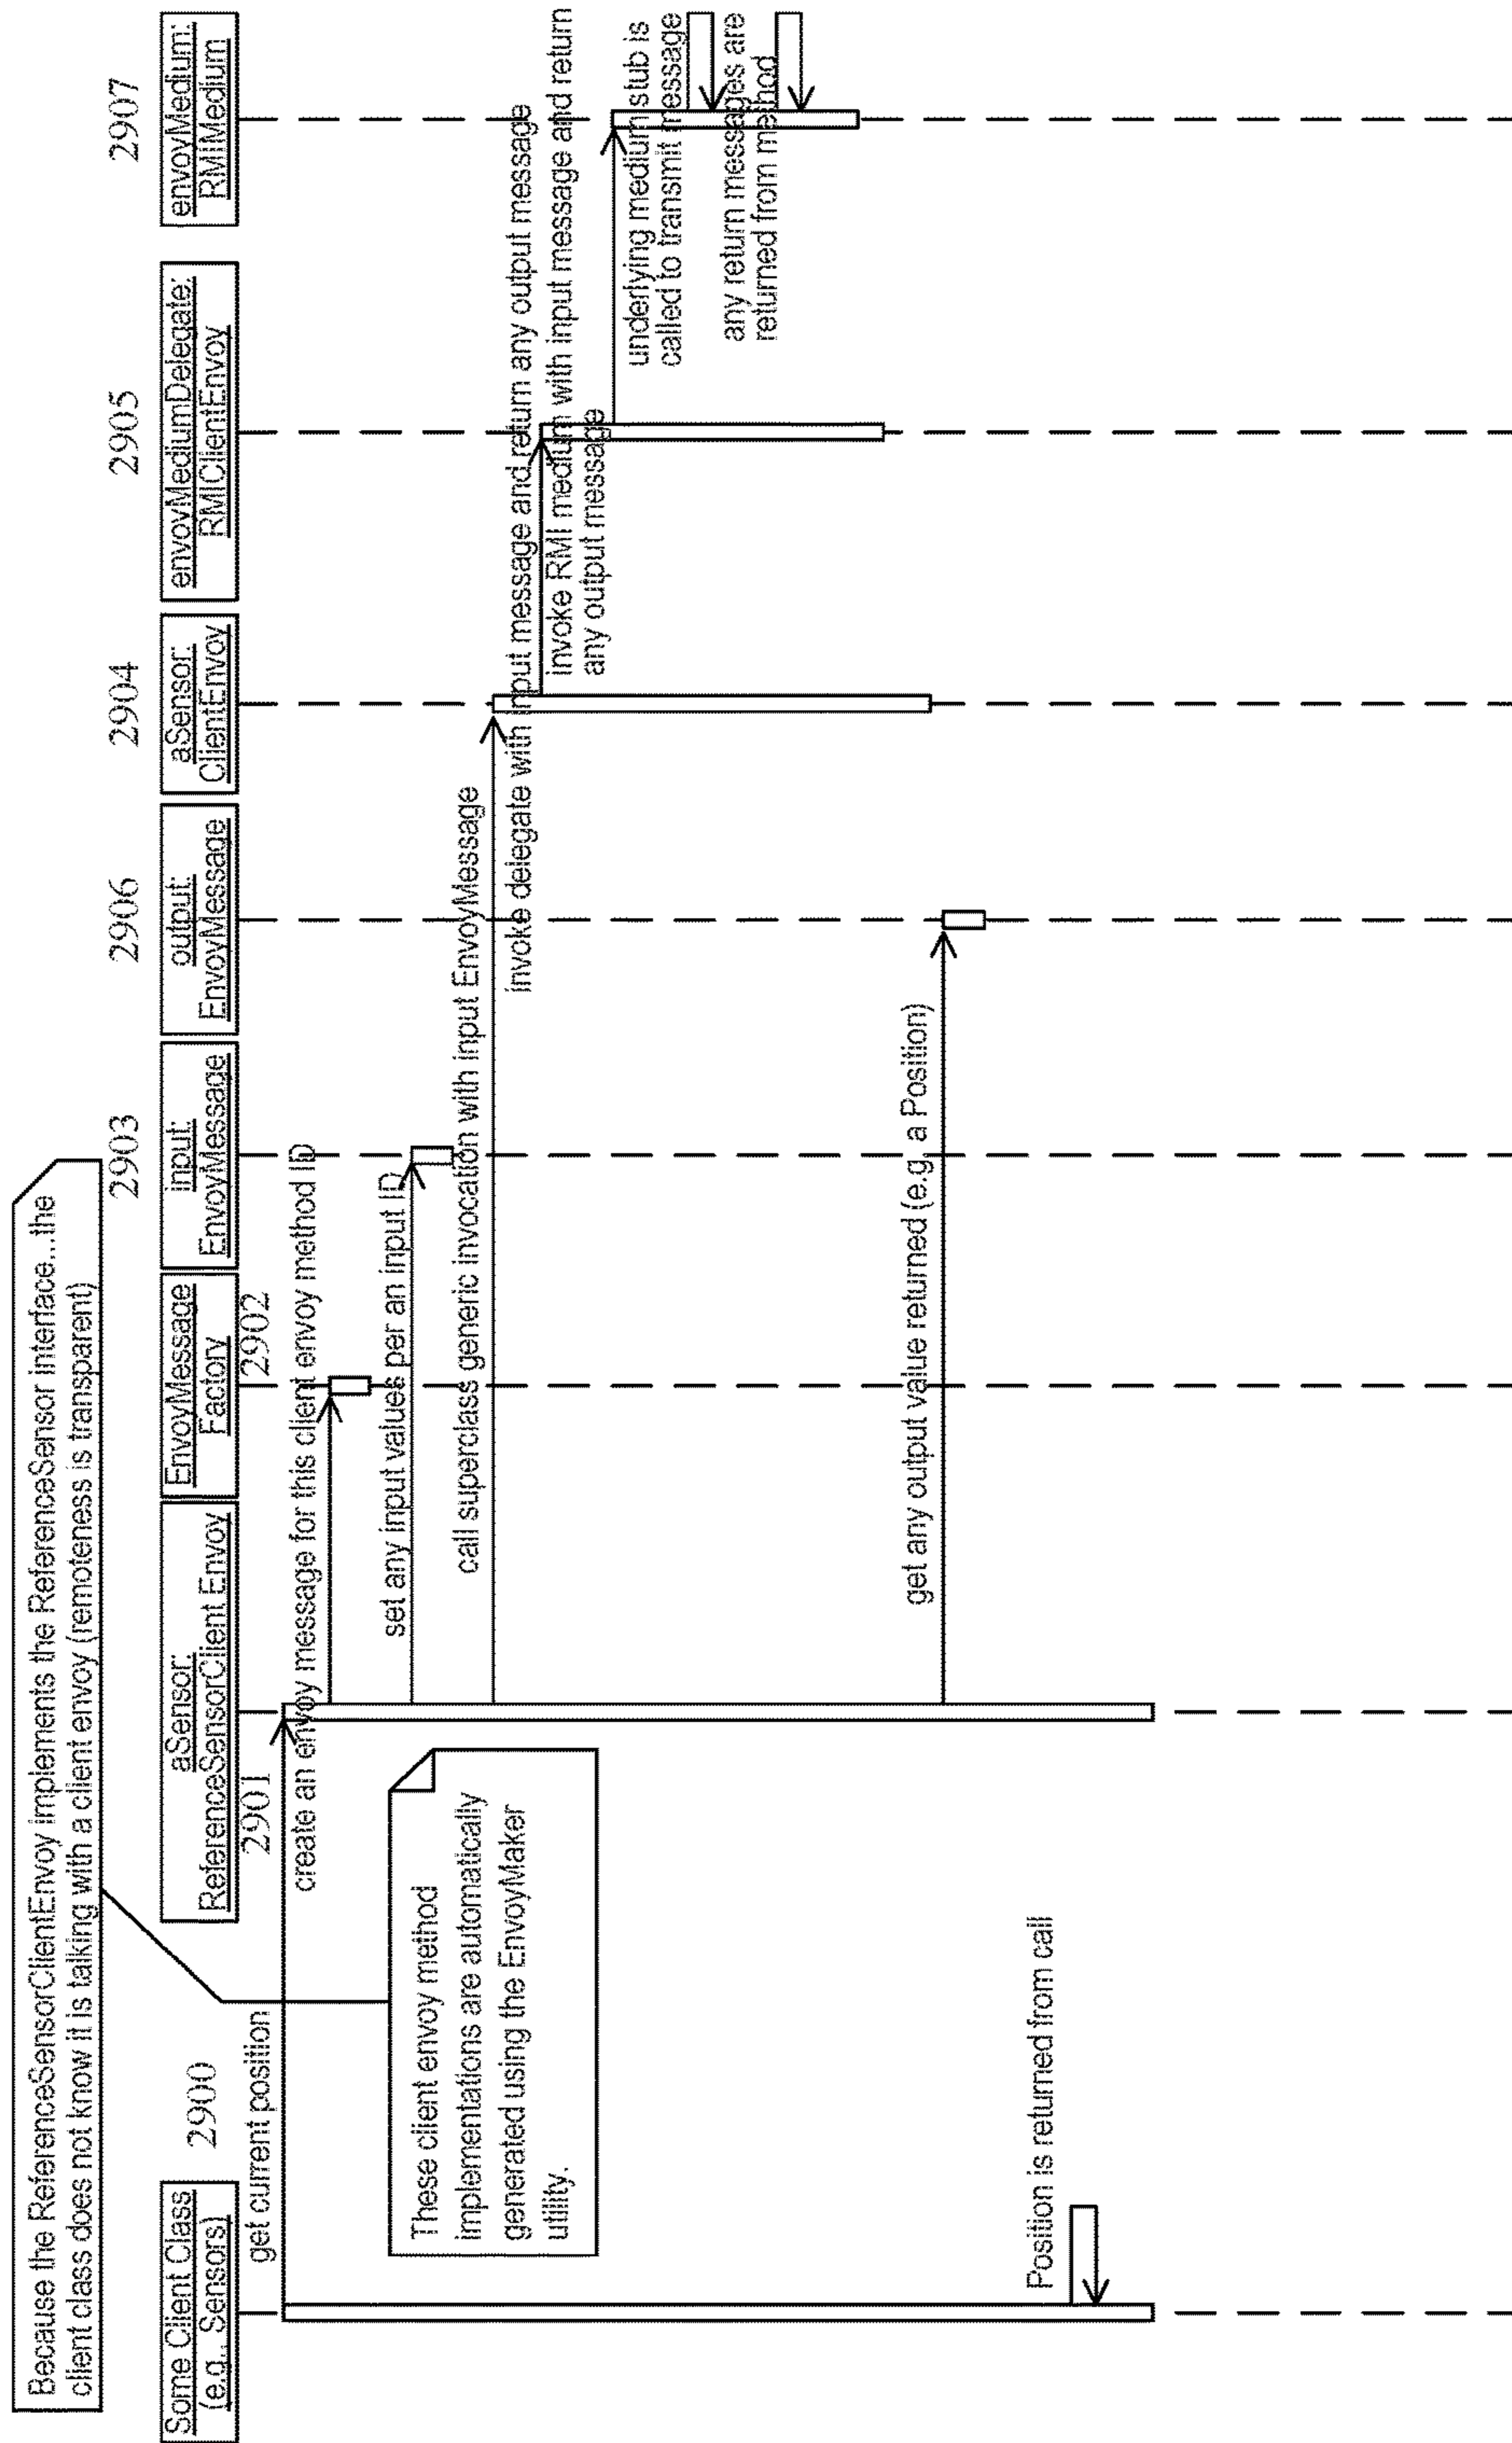 Because the ReferenceSensorClientEnvoy implements the ReferenceSensor interface...the
client class does not know it is talking with a client envoy (remoteness is transparent)
2900
2901
2902
2903
2906
2904
2905
2907
Some Client Class
(e.g.. Sensors)
aSensor:
ReferenceSensorClient Envoy
EnvoyMessage
Factory
input:
EnvoyMessage
output:
EnvoyMessage
aSensor:
ClientEnvoy
envoyMediumDelegate:
RMIClientEnvoy
envoyMedium:
RMIMedium
get current position
create an envoy message for this client envoy method ID
set any input values per an input ID
call superclass generic invocation with input EnvoyMessage
invoke delegate with input message and return any output message
invoke RMI medium with input message and return
any output message
underlying medium stub is
called to transmit message
any return messages are
returned from method
These client envoy method
implementations are automatically
generated using the EnvoyMaker
utility.
get any output value returned (e.g. a Position)
Position is returned from call